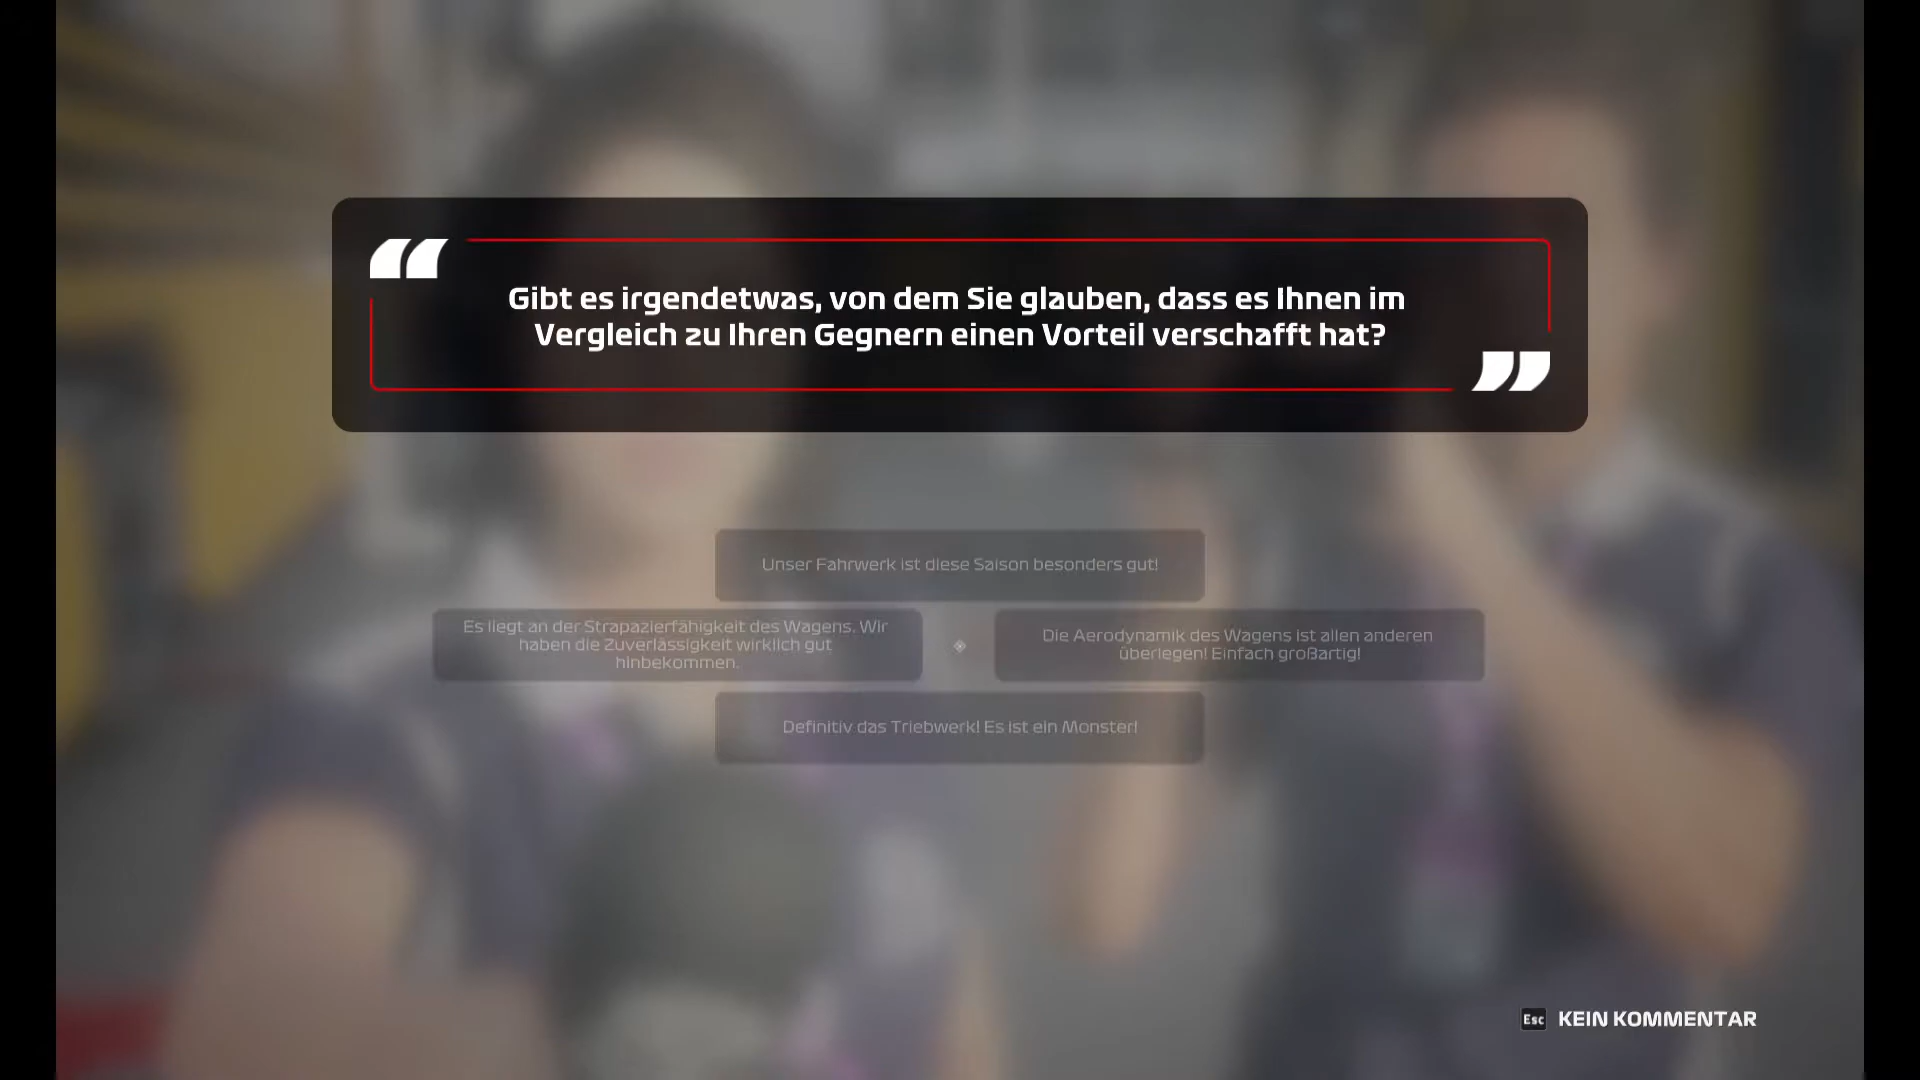 Gibt es irgendetwas, von dem Sie glauben, dass es Ihnen im
Vergleich zu Ihren Gegnern einen Vorteil verschafft hat?
Unser Fahrwerk ist diese Saison besonders gut!
Es liegt an der Strapazierfähigkeit des Wagens. Wir
haben die Zuverlässigkeit wirklich gut
hinbekommen.
Die Aerodynamik des Wagens ist allen anderen
überlegen! Einfach großartig!
Definitiv das Triebwerk! Es ist ein Monster!
Esc KEIN KOMMENTAR